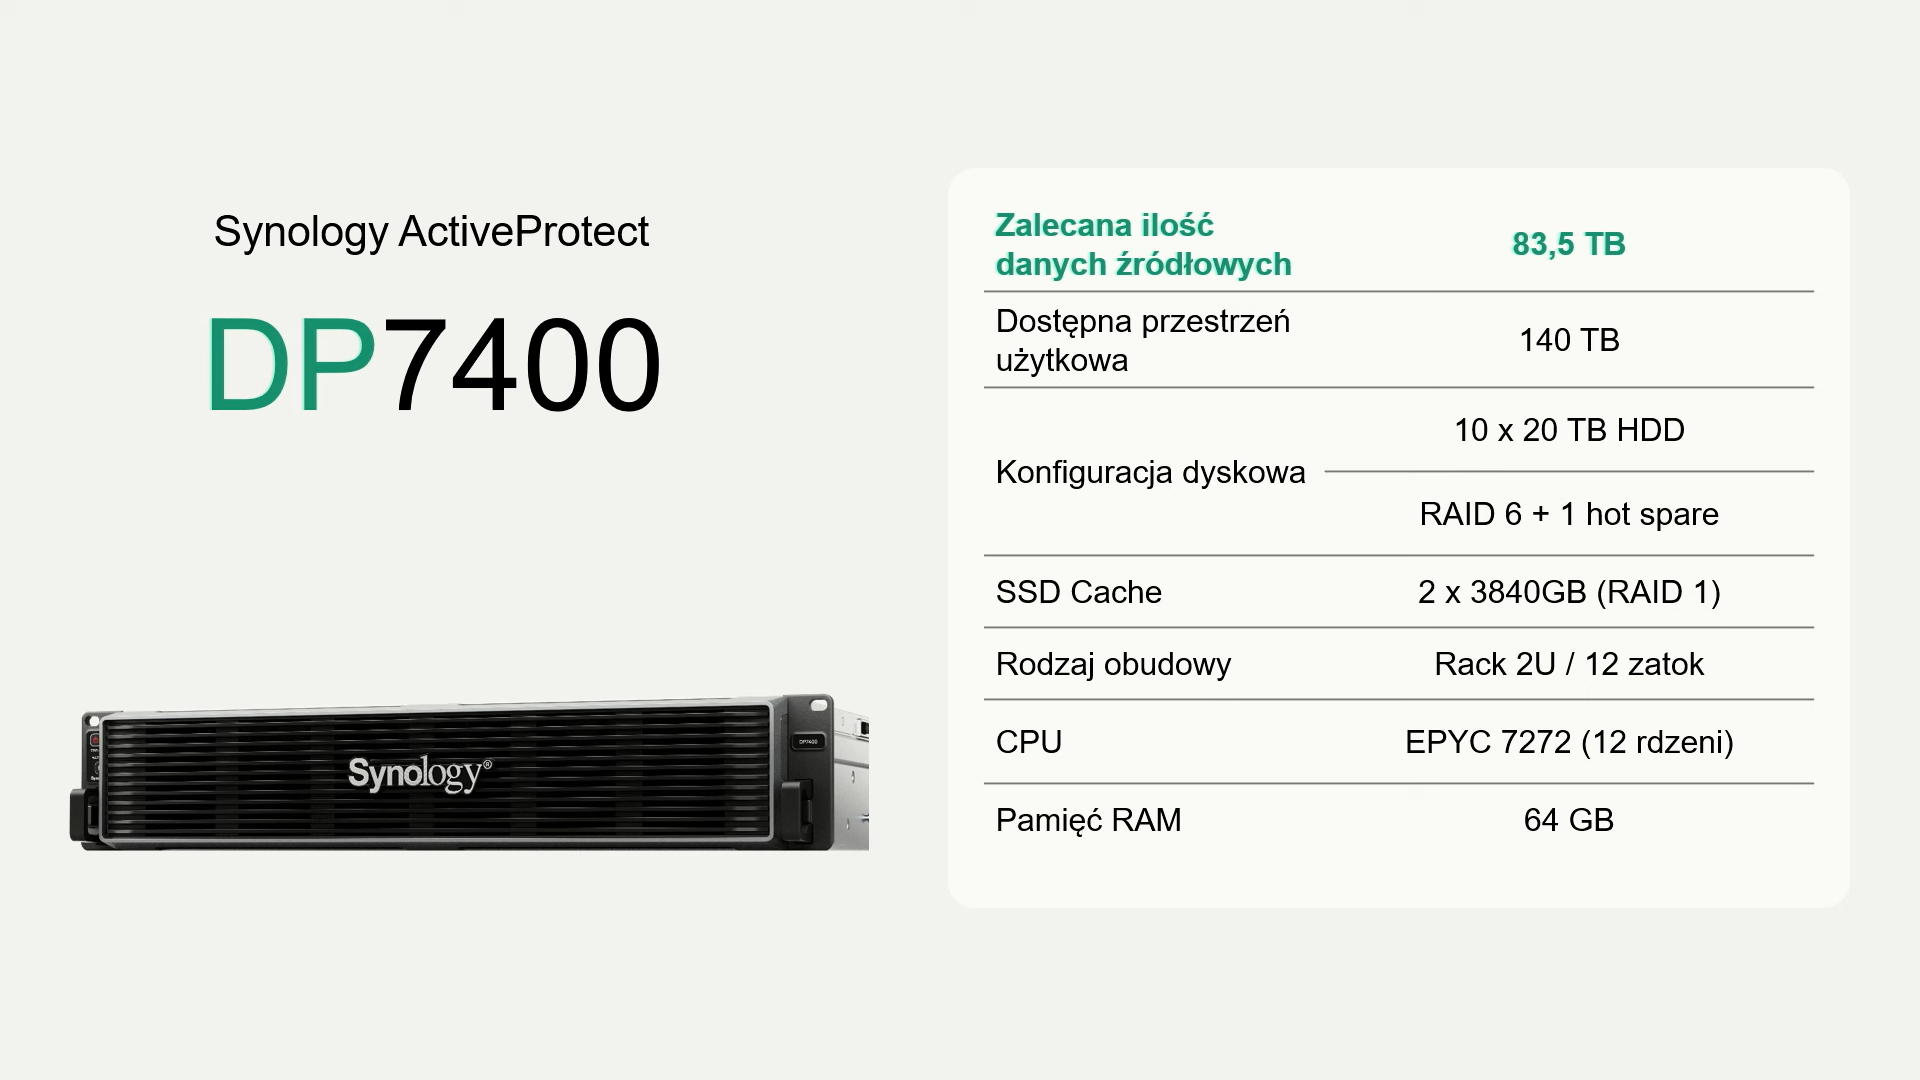 Synology ActiveProtect
DP7400
Synology®
DP7400
Zalecana ilość
danych źródłowych
83,5 TB
Dostępna przestrzeń
użytkowa
140 TB
Konfiguracja dyskowa
10 x 20 TB HDD
RAID 6 + 1 hot spare
SSD Cache
2 x 3840GB (RAID 1)
Rodzaj obudowy
Rack 2U / 12 zatok
CPU
EPYC 7272 (12 rdzeni)
Pamięć RAM
64 GB